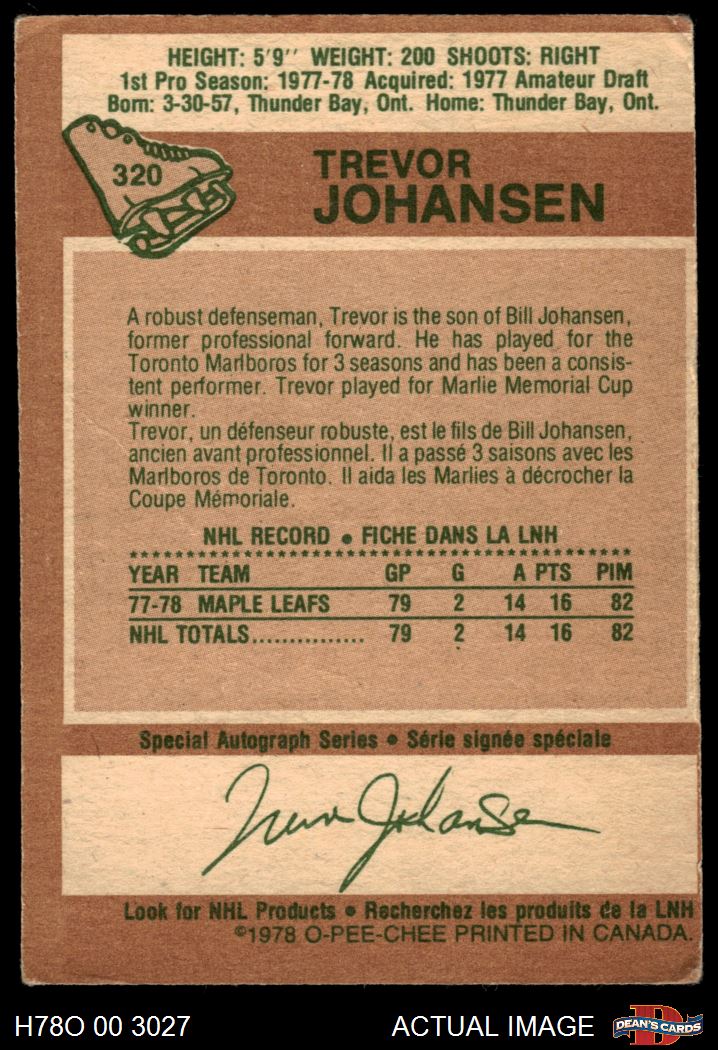 HEIGHT: 5'9'' WEIGHT: 200 SHOOTS: RIGHT
1st Pro Season: 1977-78 Acquired: 1977 Amateur Draft
Born: 3-30-57, Thunder Bay, Ont. Home: Thunder Bay, Ont.
320
TREVOR
JOHANSEN
A robust defenseman, Trevor is the son of Bill Johansen,
former professional forward. He has played for the
Toronto Marlboros for 3 seasons and has been a consis-
tent performer. Trevor played for Marlie Memorial Cup
winner.
Trevor, un défenseur robuste, est le fils de Bill Johansen,
ancien avant professionnel. Il a passé 3 saisons avec les
Marlboros de Toronto. Il aida les Marlies à décrocher la
Coupe Mémoriale.
NHL RECORD • FICHE DANS LA LNH
YEAR TEAM GP G A PTS PIM
77-78 MAPLE LEAFS 79 2 14 16 82
NHL TOTALS............... 79 2 14 16 82
Special Autograph Series • Série signée spéciale
Trevor Johansen
Look for NHL Products • Recherchez les produits de la LNH
©1978 O-PEE-CHEE PRINTED IN CANADA.
H78O 00 3027 ACTUAL IMAGE D DEAN'S CARDS